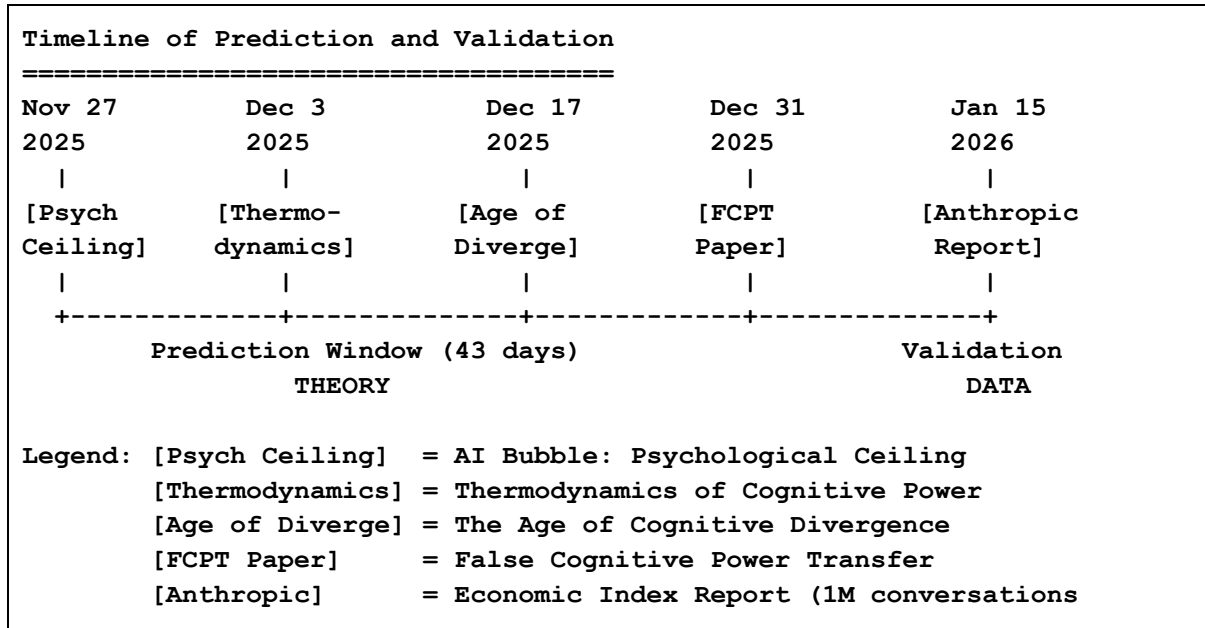 Timeline of Prediction and Validation
=====================================
Nov 27 Dec 3 Dec 17 Dec 31 Jan 15
2025 2025 2025 2025 2026
| | | | |
[Psych [Thermo- [Age of [FCPT [Anthropic
Ceiling] dynamics] Diverge] Paper] Report]
| | | | |
+-------------+--------------+-------------+--------------+
Prediction Window (43 days) Validation
THEORY DATA
Legend: [Psych Ceiling] = AI Bubble: Psychological Ceiling
[Thermodynamics] = Thermodynamics of Cognitive Power
[Age of Diverge] = The Age of Cognitive Divergence
[FCPT Paper] = False Cognitive Power Transfer
[Anthropic] = Economic Index Report (1M conversations